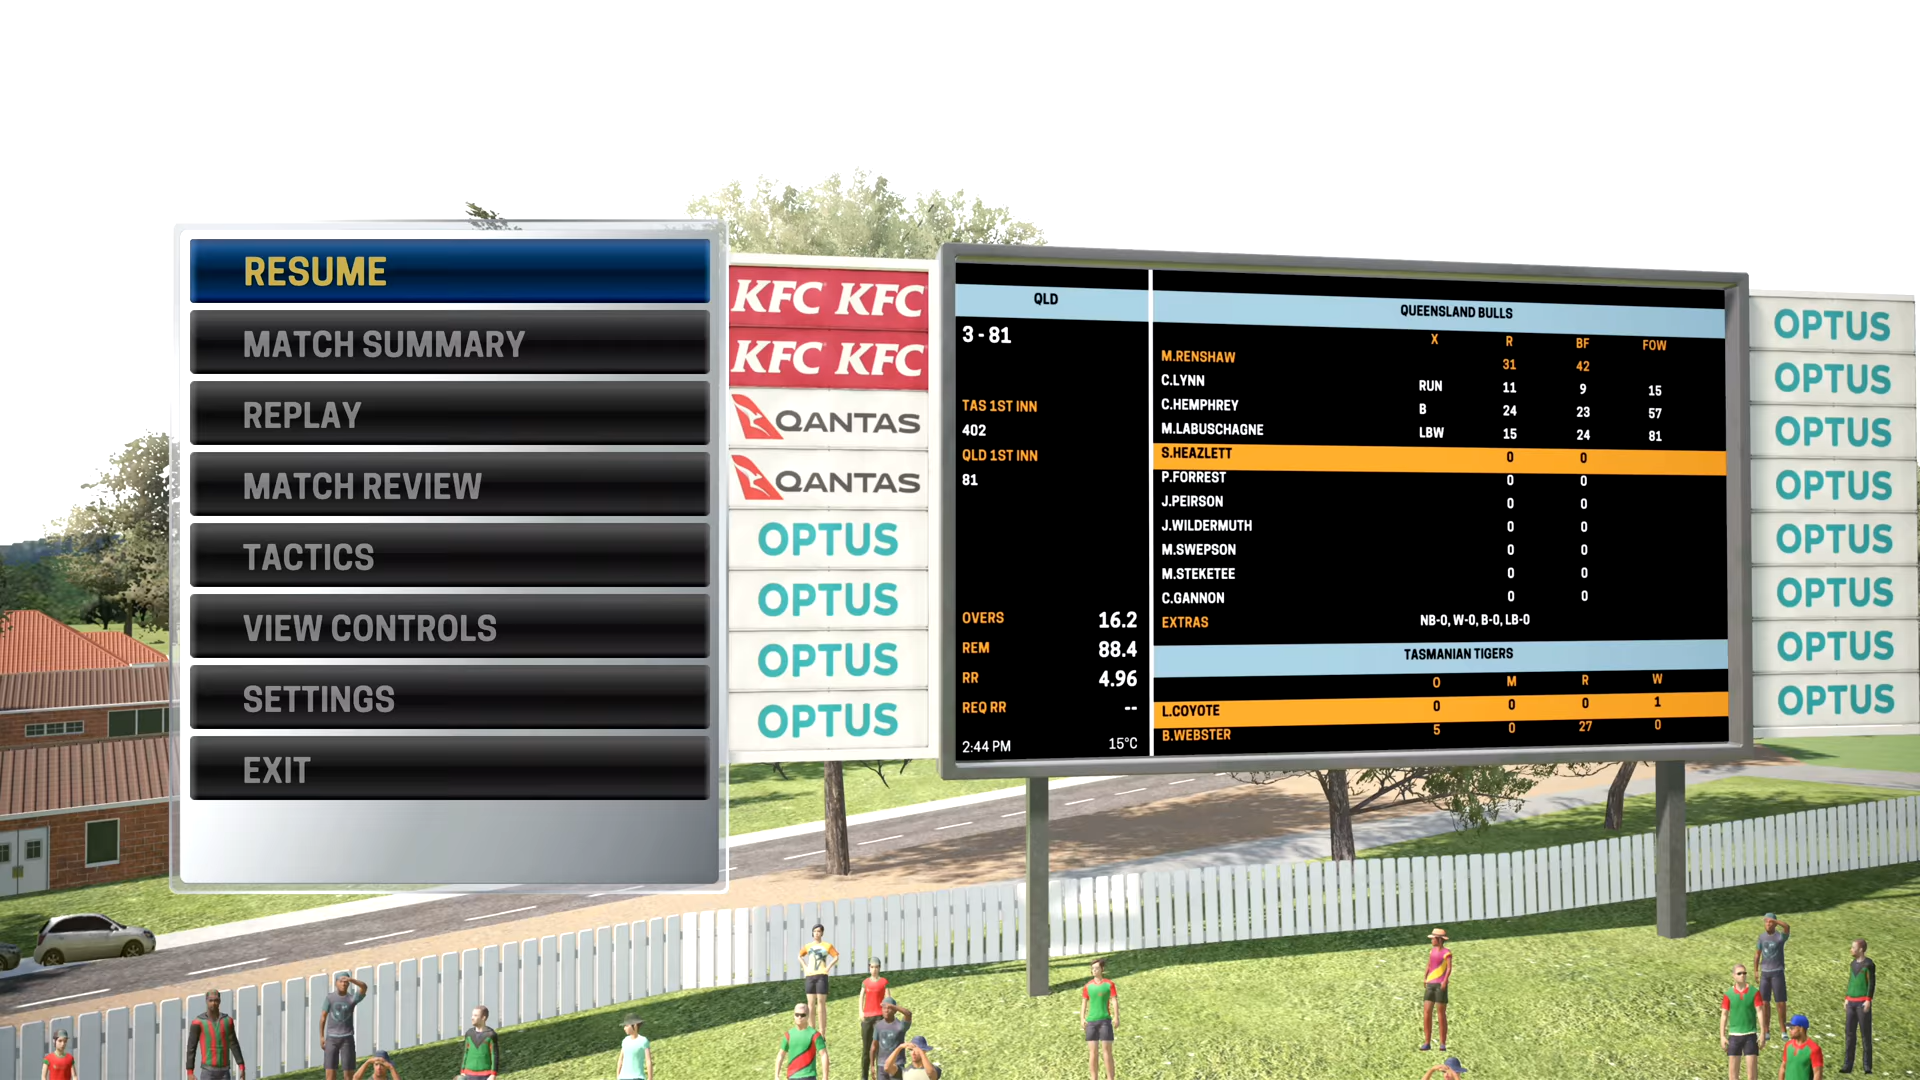 RESUME
MATCH SUMMARY
REPLAY
MATCH REVIEW
TACTICS
VIEW CONTROLS
SETTINGS
EXIT
KFC KFC
KFC KFC
QANTAS
QANTAS
OPTUS
OPTUS
OPTUS
OPTUS
QLD
3 - 81
TAS 1ST INN
402
QLD 1ST INN
81
OVERS 16.2
REM 88.4
RR 4.96
REQ RR --
2:44 PM 15°C
QUEENSLAND BULLS
X R BF FOW
M.RENSHAW 31 42
C.LYNN RUN 11 9 15
C.HEMPHREY B 24 23 57
M.LABUSCHAGNE LBW 15 24 81
S.HEAZLETT 0 0
P.FORREST 0 0
J.PEIRSON 0 0
J.WILDERMUTH 0 0
M.SWEPSON 0 0
M.STEKETEE 0 0
C.GANNON 0 0
EXTRAS NB-0, W-0, B-0, LB-0
TASMANIAN TIGERS
O M R W
L.COYOTE 0 0 0 1
B.WEBSTER 5 0 27 0
OPTUS
OPTUS
OPTUS
OPTUS
OPTUS
OPTUS
OPTUS
OPTUS